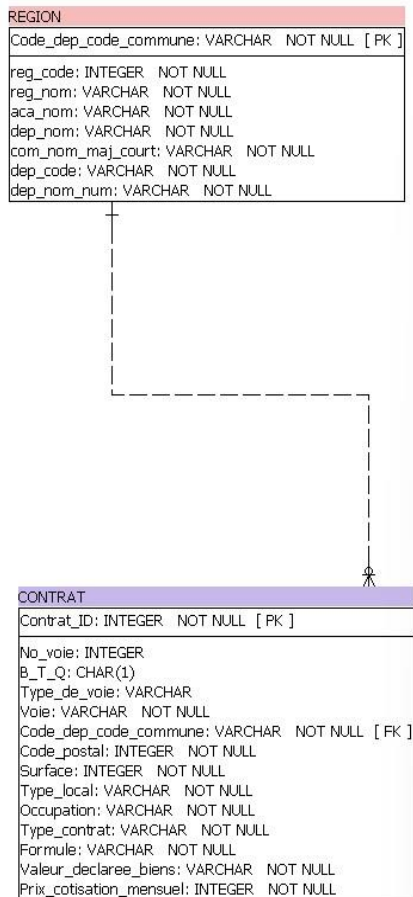 REGION
Code_dep_code_commune: VARCHAR NOT NULL [ PK ]
reg_code: INTEGER NOT NULL
reg_nom: VARCHAR NOT NULL
aca_nom: VARCHAR NOT NULL
dep_nom: VARCHAR NOT NULL
com_nom_maj_court: VARCHAR NOT NULL
dep_code: VARCHAR NOT NULL
dep_nom_num: VARCHAR NOT NULL
CONTRAT
Contrat_ID: INTEGER NOT NULL [ PK ]
No_voie: INTEGER
B_T_Q: CHAR(1)
Type_de_voie: VARCHAR
Voie: VARCHAR NOT NULL
Code_dep_code_commune: VARCHAR NOT NULL [ FK ]
Code_postal: INTEGER NOT NULL
Surface: INTEGER NOT NULL
Type_local: VARCHAR NOT NULL
Occupation: VARCHAR NOT NULL
Type_contrat: VARCHAR NOT NULL
Formule: VARCHAR NOT NULL
Valeur_declaree_biens: VARCHAR NOT NULL
Prix_cotisation_mensuel: INTEGER NOT NULL